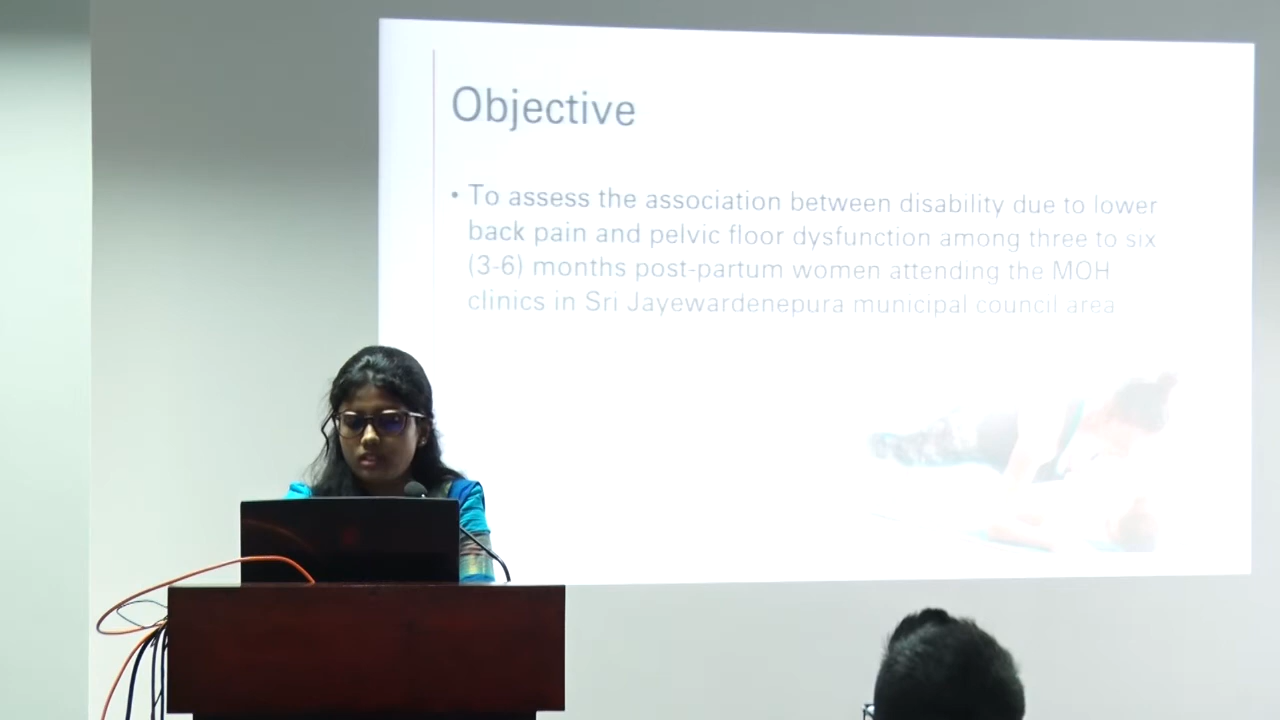 Objective
• To assess the association between disability due to lower
back pain and pelvic floor dysfunction among three to six
(3-6) months post-partum women attending the MOH
clinics in Sri Jayewardenepura municipal council area